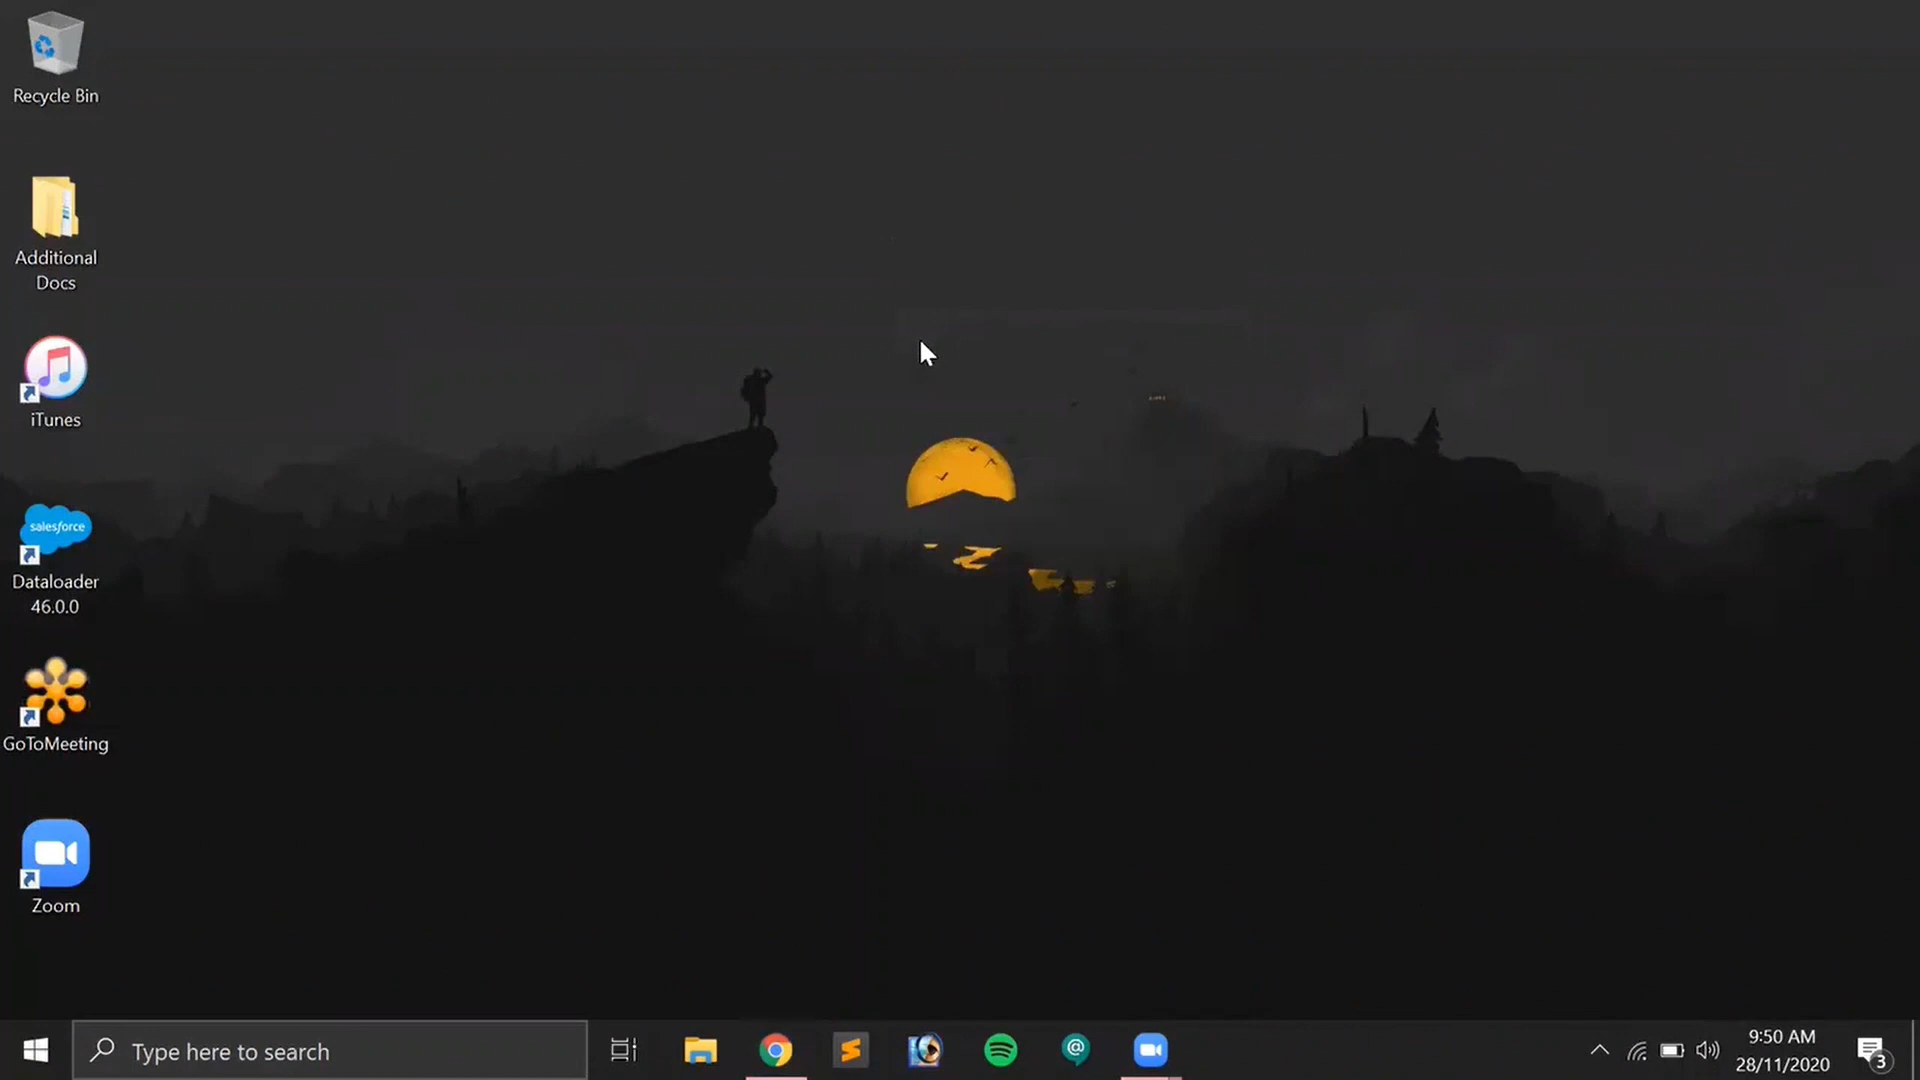 Recycle Bin
Additional
Docs
iTunes
salesforce
Dataloader
46.0.0
GoToMeeting
Zoom
Type here to search
9:50 AM
28/11/2020
3